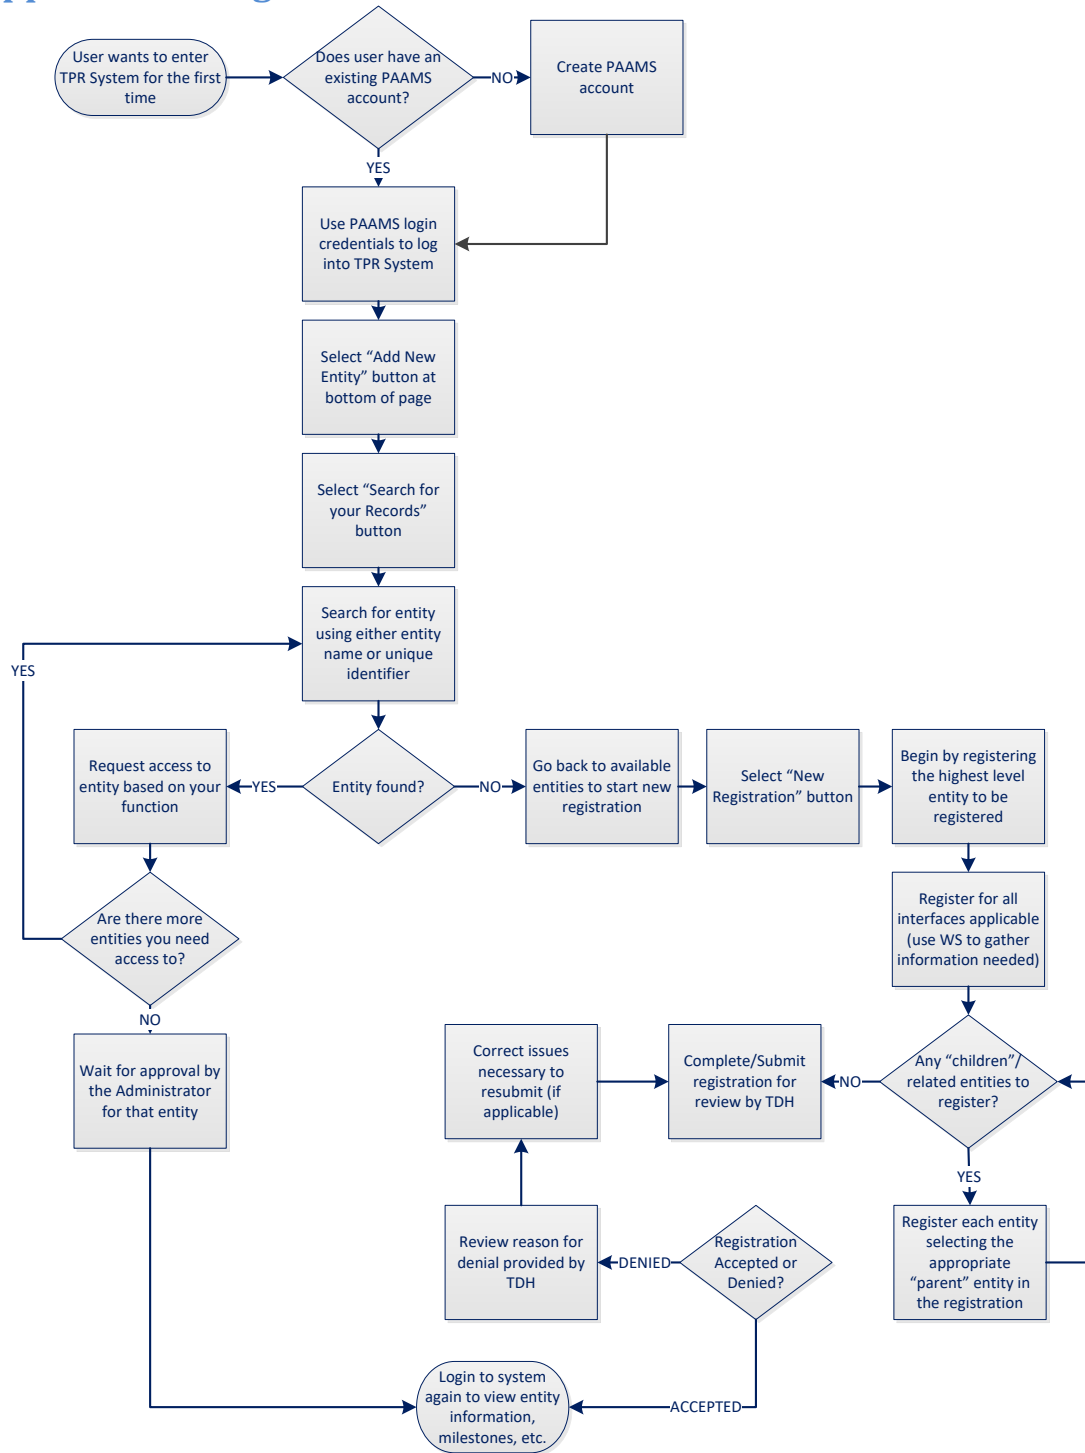 User wants to enter
TPR System for the first
time
Does user have an
existing PAAMS
account?
NO
Create PAAMS
account
YES
Use PAAMS login
credentials to log
into TPR System
Select “Add New
Entity” button at
bottom of page
Select “Search for
your Records”
button
Search for entity
using either entity
name or unique
identifier
YES
Entity found?
YES
Request access to
entity based on your
function
NO
Go back to available
entities to start new
registration
Select “New
Registration” button
Begin by registering
the highest level
entity to be
registered
Are there more
entities you need
access to?
Register for all
interfaces applicable
(use WS to gather
information needed)
NO
Wait for approval by
the Administrator
for that entity
Correct issues
necessary to
resubmit (if
applicable)
Complete/Submit
registration for
review by TDH
NO
Any “children”/
related entities to
register?
YES
Review reason for
denial provided by
TDH
DENIED
Registration
Accepted or
Denied?
Register each entity
selecting the
appropriate
“parent” entity in
the registration
Login to system
again to view entity
information,
milestones, etc.
ACCEPTED